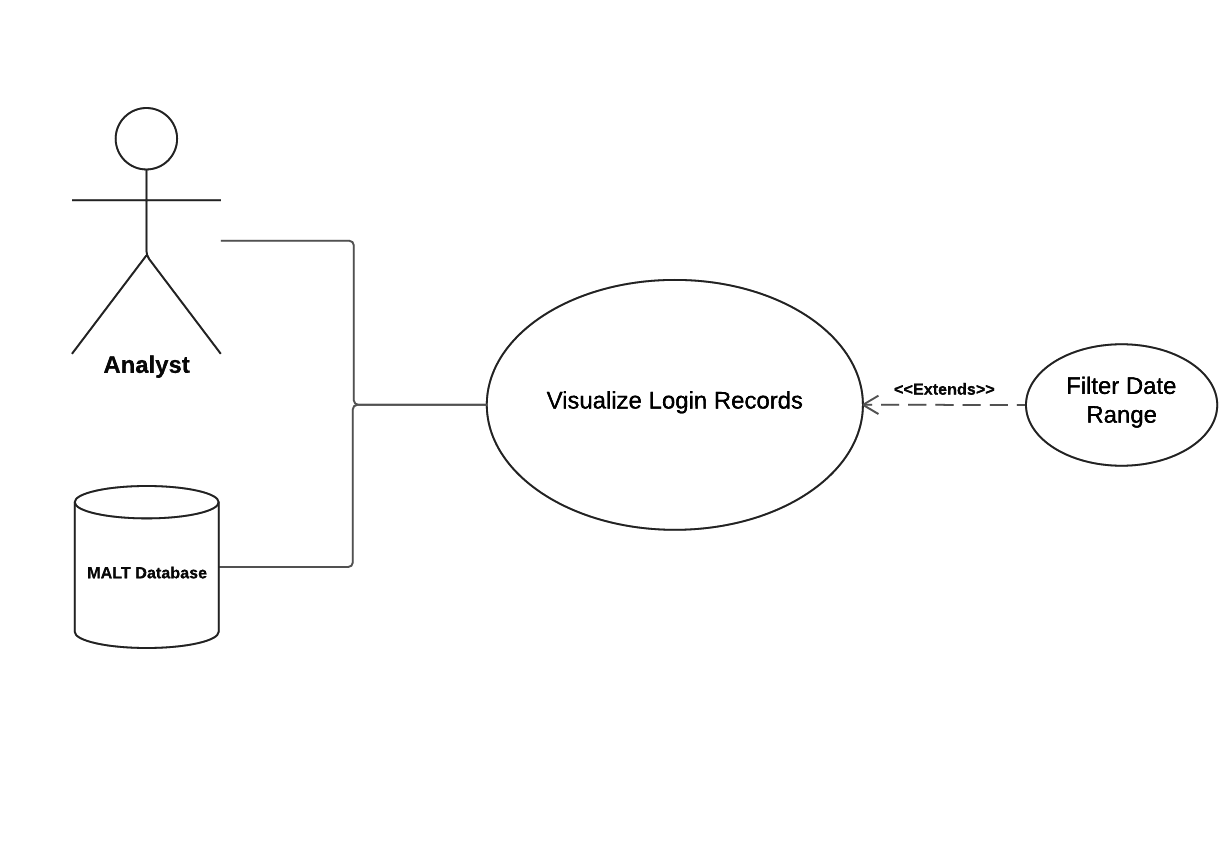 Analyst
MALT Database
Visualize Login Records
<<Extends>>
Filter Date
Range